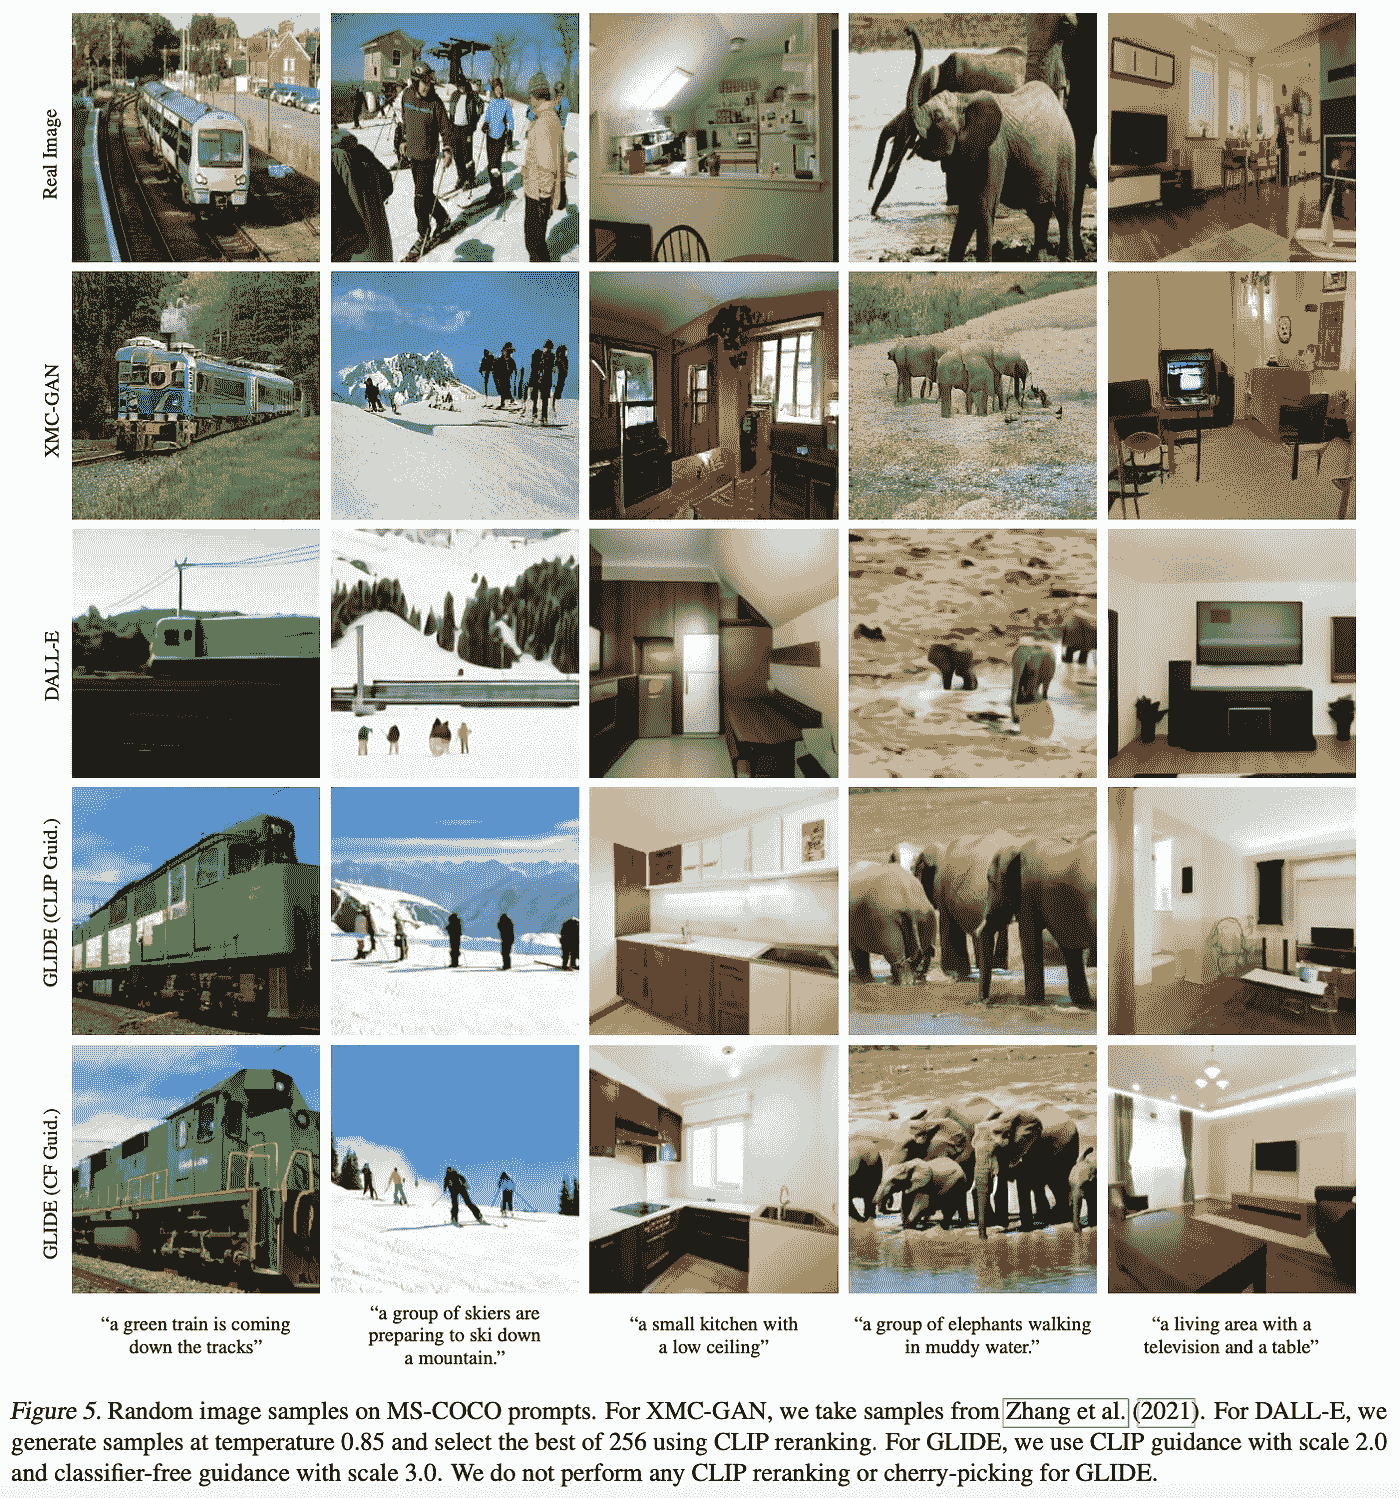 Real Image
XMC-GAN
DALL-E
GLIDE (CLIP Guid.)
GLIDE (CF Guid.)
“a green train is coming
down the tracks”
“a group of skiers are
preparing to ski down
a mountain.”
“a small kitchen with
a low ceiling”
“a group of elephants walking
in muddy water.”
“a living area with a
television and a table”
Figure 5. Random image samples on MS-COCO prompts. For XMC-GAN, we take samples from Zhang et al. (2021). For DALL-E, we
generate samples at temperature 0.85 and select the best of 256 using CLIP reranking. For GLIDE, we use CLIP guidance with scale 2.0
and classifier-free guidance with scale 3.0. We do not perform any CLIP reranking or cherry-picking for GLIDE.